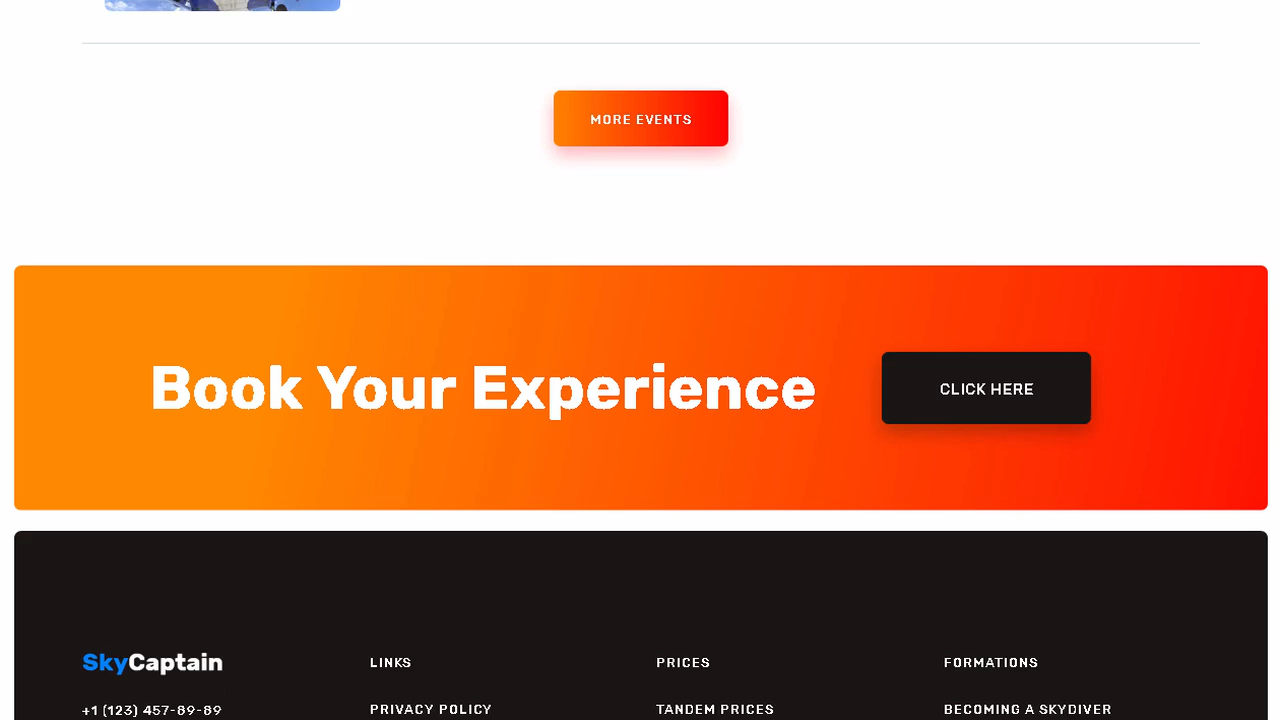 MORE EVENTS
Book Your Experience
CLICK HERE
SkyCaptain
LINKS
PRICES
FORMATIONS
+1 (123) 457-89-89
PRIVACY POLICY
TANDEM PRICES
BECOMING A SKYDIVER